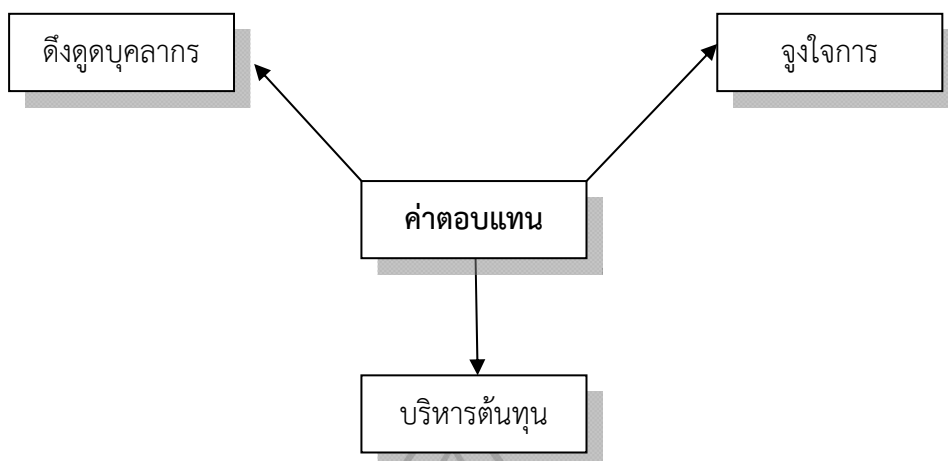 ดึงดูดบุคลากร
จูงใจการ
ค่าตอบแทน
บริหารต้นทุน